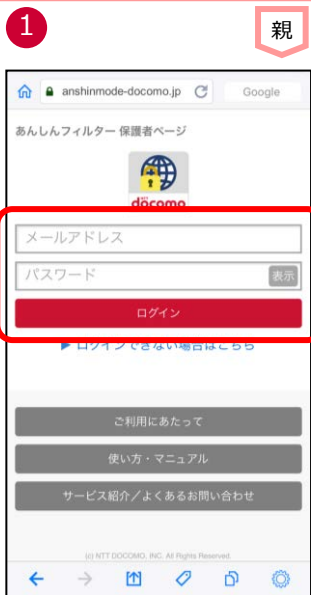 1
親
anshinmode-docomo.jp
Google
あんしんフィルター 保護者ページ
döcomo
メールアドレス
パスワード
表示
ログイン
▶ ログインできない場合はこちら
ご利用にあたって
使い方・マニュアル
サービス紹介／よくあるお問い合わせ
(c) NTT DOCOMO, INC. All Rights Reserved.